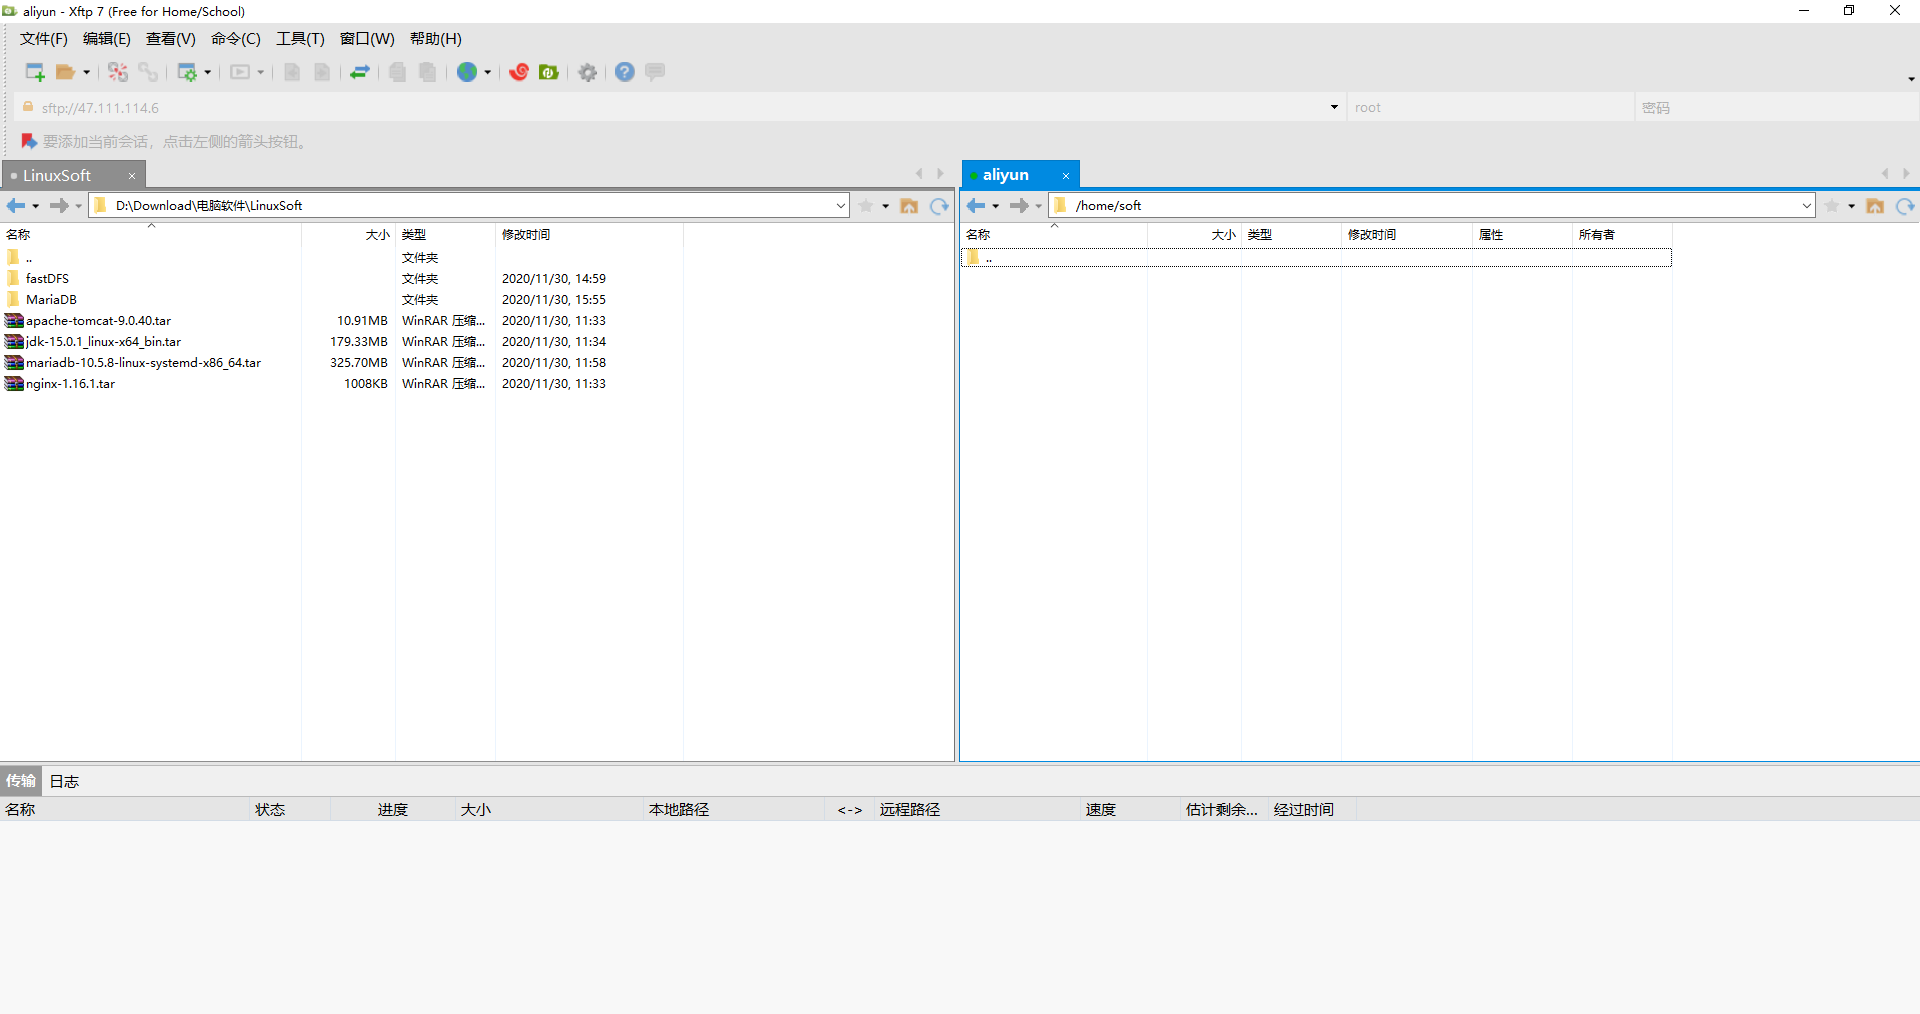 aliyun - Xftp 7 (Free for Home/School)
文件(F) 编辑(E) 查看(V) 命令(C) 工具(T) 窗口(W) 帮助(H)
sftp://47.111.114.6 root 密码
要添加当前会话，点击左侧的箭头按钮。
LinuxSoft × aliyun ×
D:\Download\电脑软件\LinuxSoft /home/soft
名称 大小 类型 修改时间 名称 大小 类型 修改时间 属性 所有者
.. 文件夹 ..
fastDFS 文件夹 2020/11/30, 14:59
MariaDB 文件夹 2020/11/30, 15:55
apache-tomcat-9.0.40.tar 10.91MB WinRAR 压缩... 2020/11/30, 11:33
jdk-15.0.1_linux-x64_bin.tar 179.33MB WinRAR 压缩... 2020/11/30, 11:34
mariadb-10.5.8-linux-systemd-x86_64.tar 325.70MB WinRAR 压缩... 2020/11/30, 11:58
nginx-1.16.1.tar 1008KB WinRAR 压缩... 2020/11/30, 11:33
传输 日志
名称 状态 进度 大小 本地路径 <-> 远程路径 速度 估计剩余... 经过时间